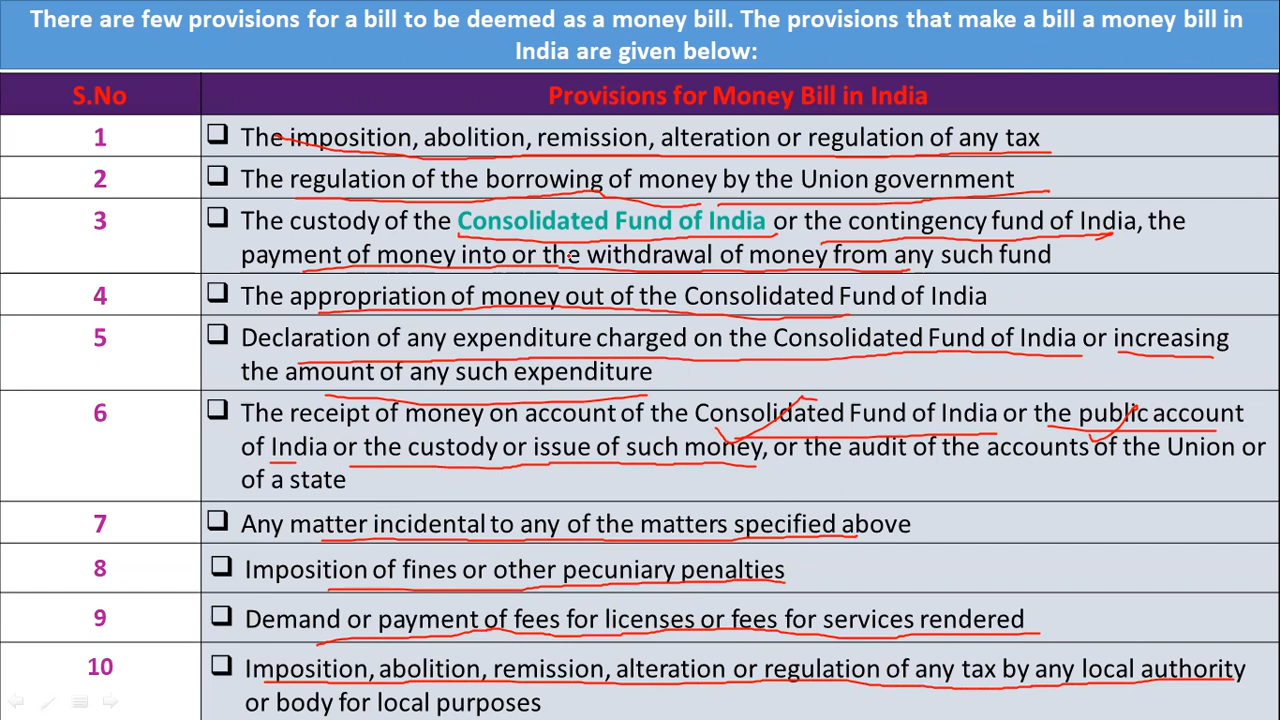 There are few provisions for a bill to be deemed as a money bill. The provisions that make a bill a money bill in
India are given below:
S.No Provisions for Money Bill in India
1 The imposition, abolition, remission, alteration or regulation of any tax
2 The regulation of the borrowing of money by the Union government
3 The custody of the Consolidated Fund of India or the contingency fund of India, the
payment of money into or the withdrawal of money from any such fund
4 The appropriation of money out of the Consolidated Fund of India
5 Declaration of any expenditure charged on the Consolidated Fund of India or increasing
the amount of any such expenditure
6 The receipt of money on account of the Consolidated Fund of India or the public account
of India or the custody or issue of such money, or the audit of the accounts of the Union or
of a state
7 Any matter incidental to any of the matters specified above
8 Imposition of fines or other pecuniary penalties
9 Demand or payment of fees for licenses or fees for services rendered
10 Imposition, abolition, remission, alteration or regulation of any tax by any local authority
or body for local purposes